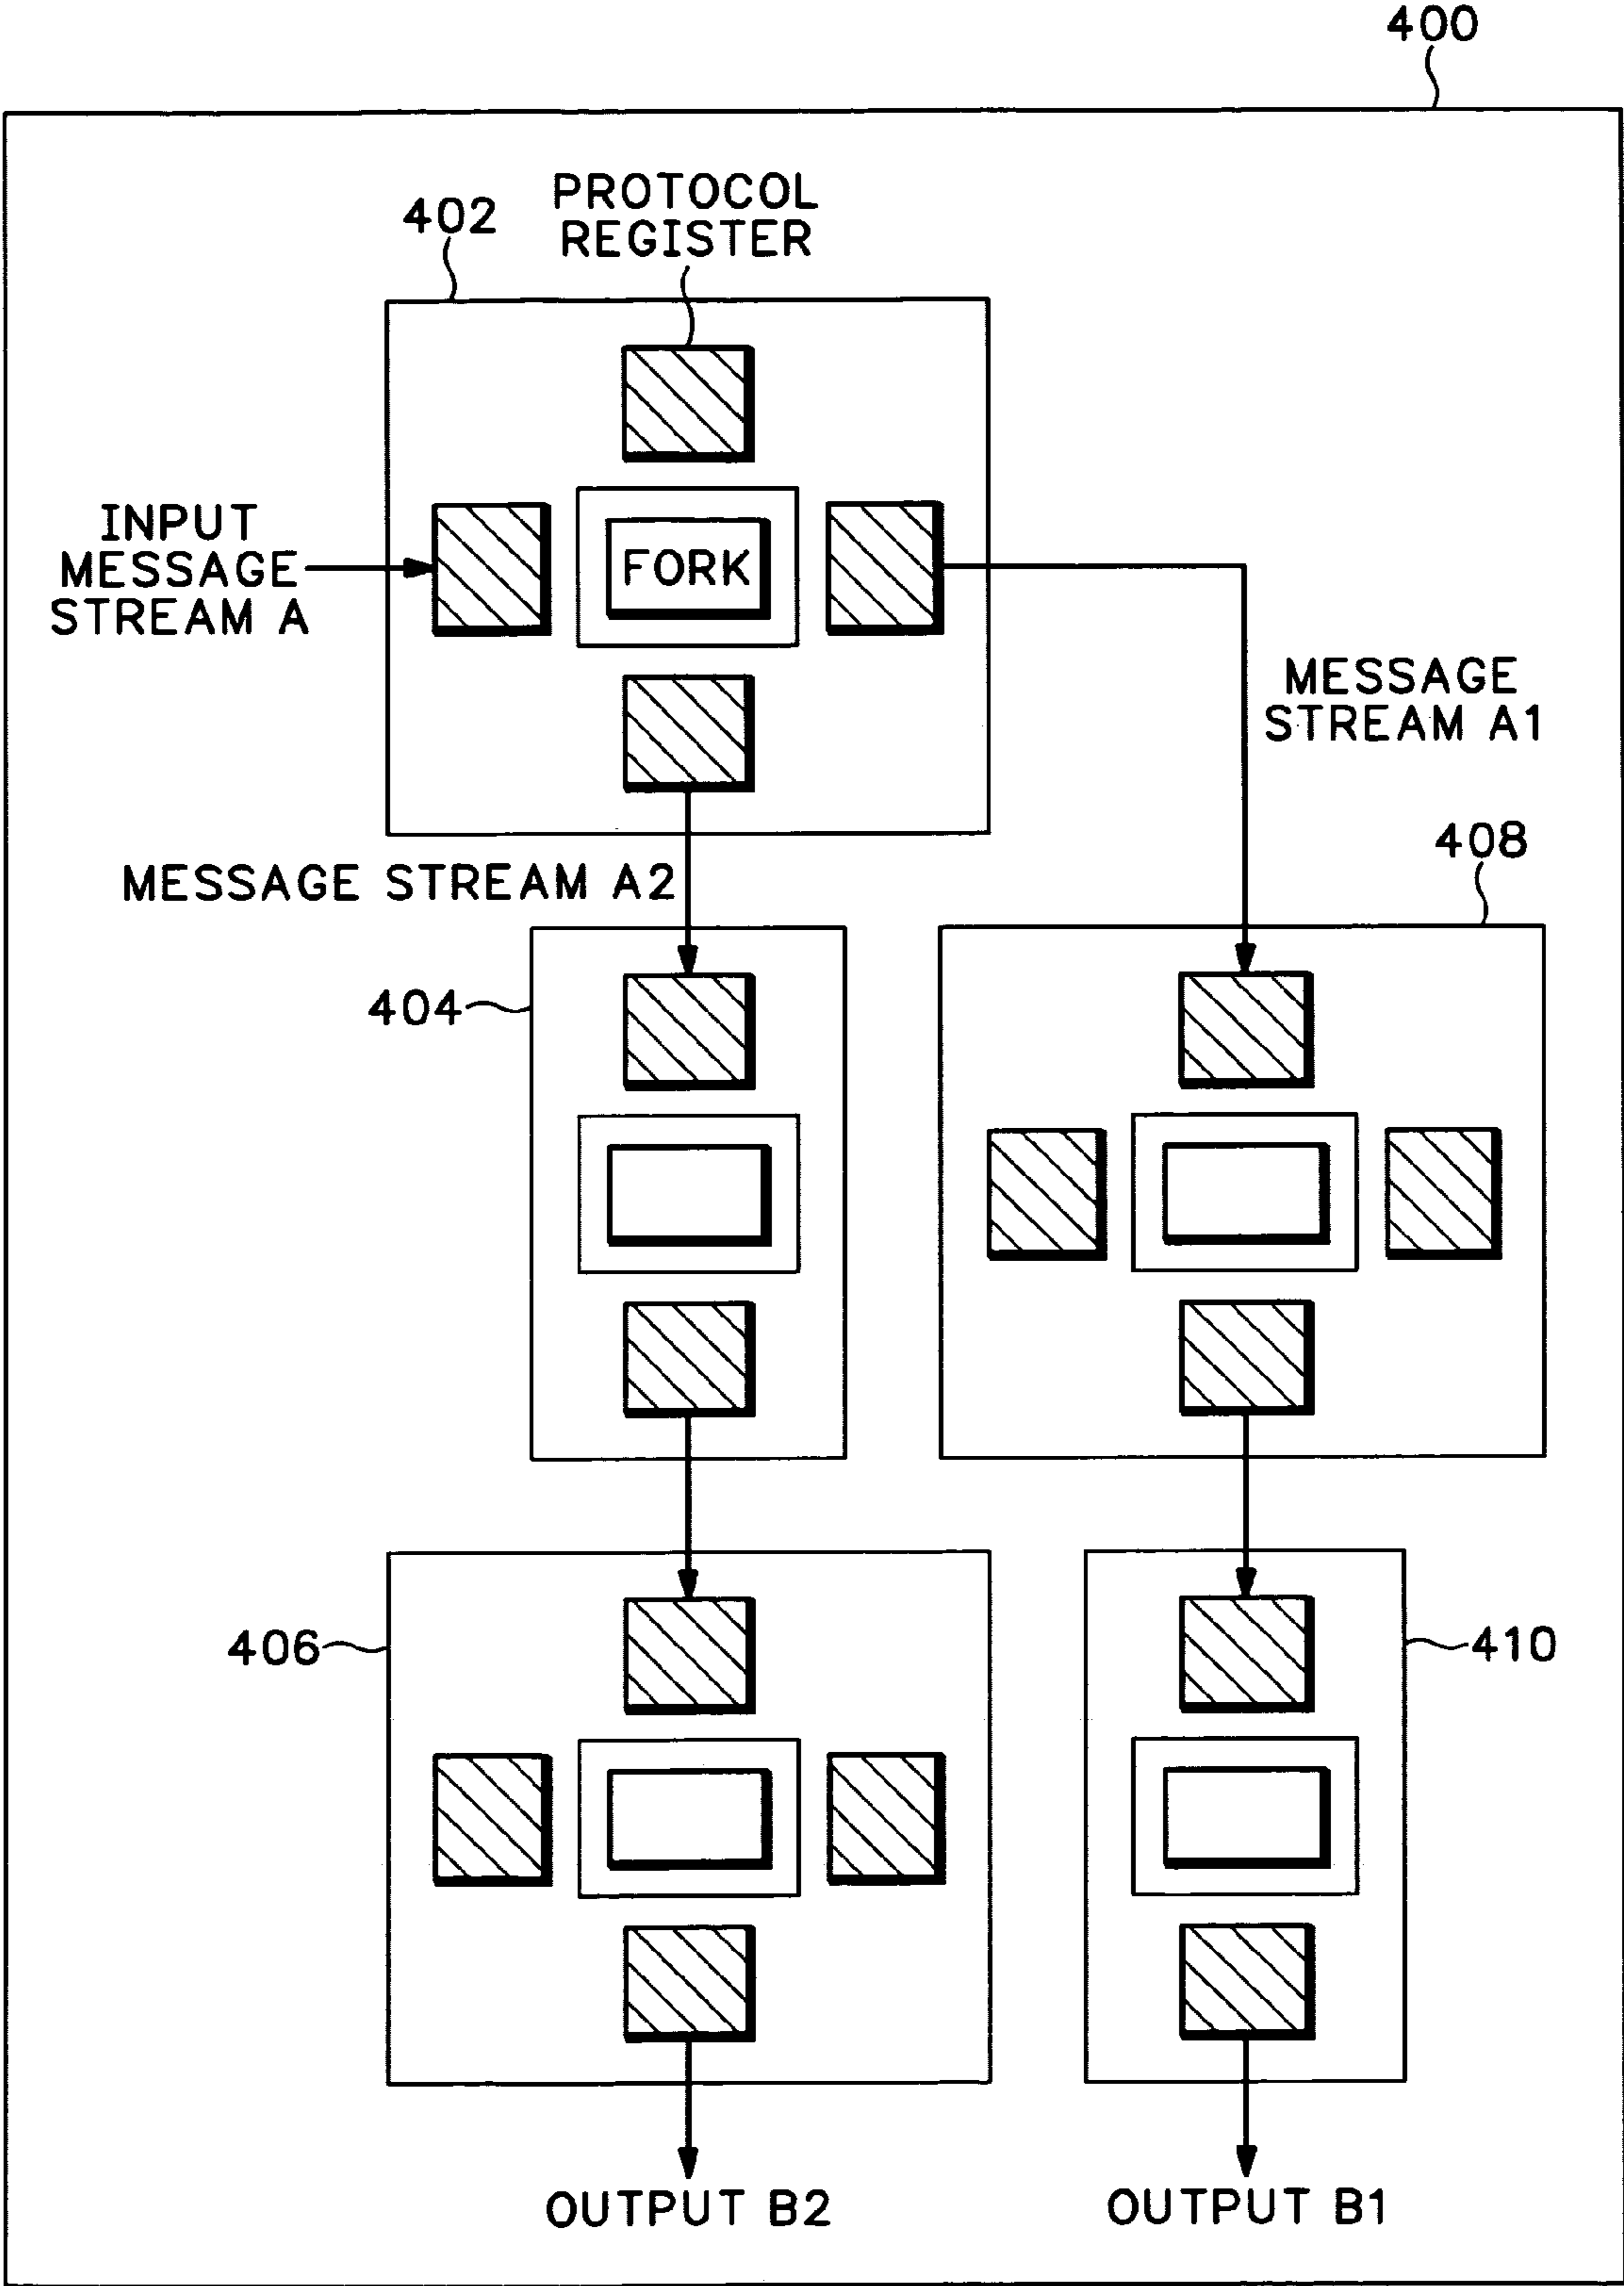 400
PROTOCOL
REGISTER
402
INPUT
MESSAGE
STREAM A
FORK
MESSAGE
STREAM A1
408
MESSAGE STREAM A2
404
406
410
OUTPUT B2
OUTPUT B1